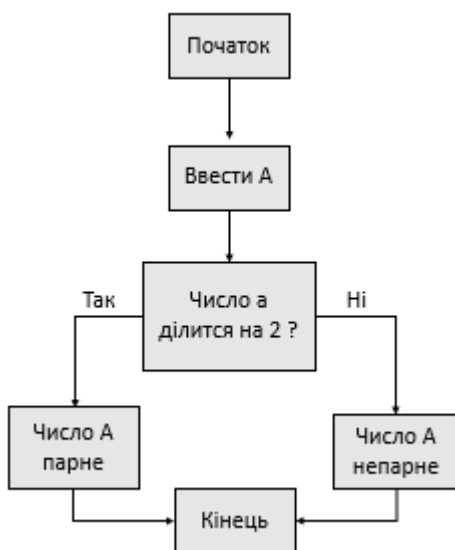 Початок
Ввести А
Число а
ділится на 2 ?
Так
Ні
Число А
парне
Число А
непарне
Кінець